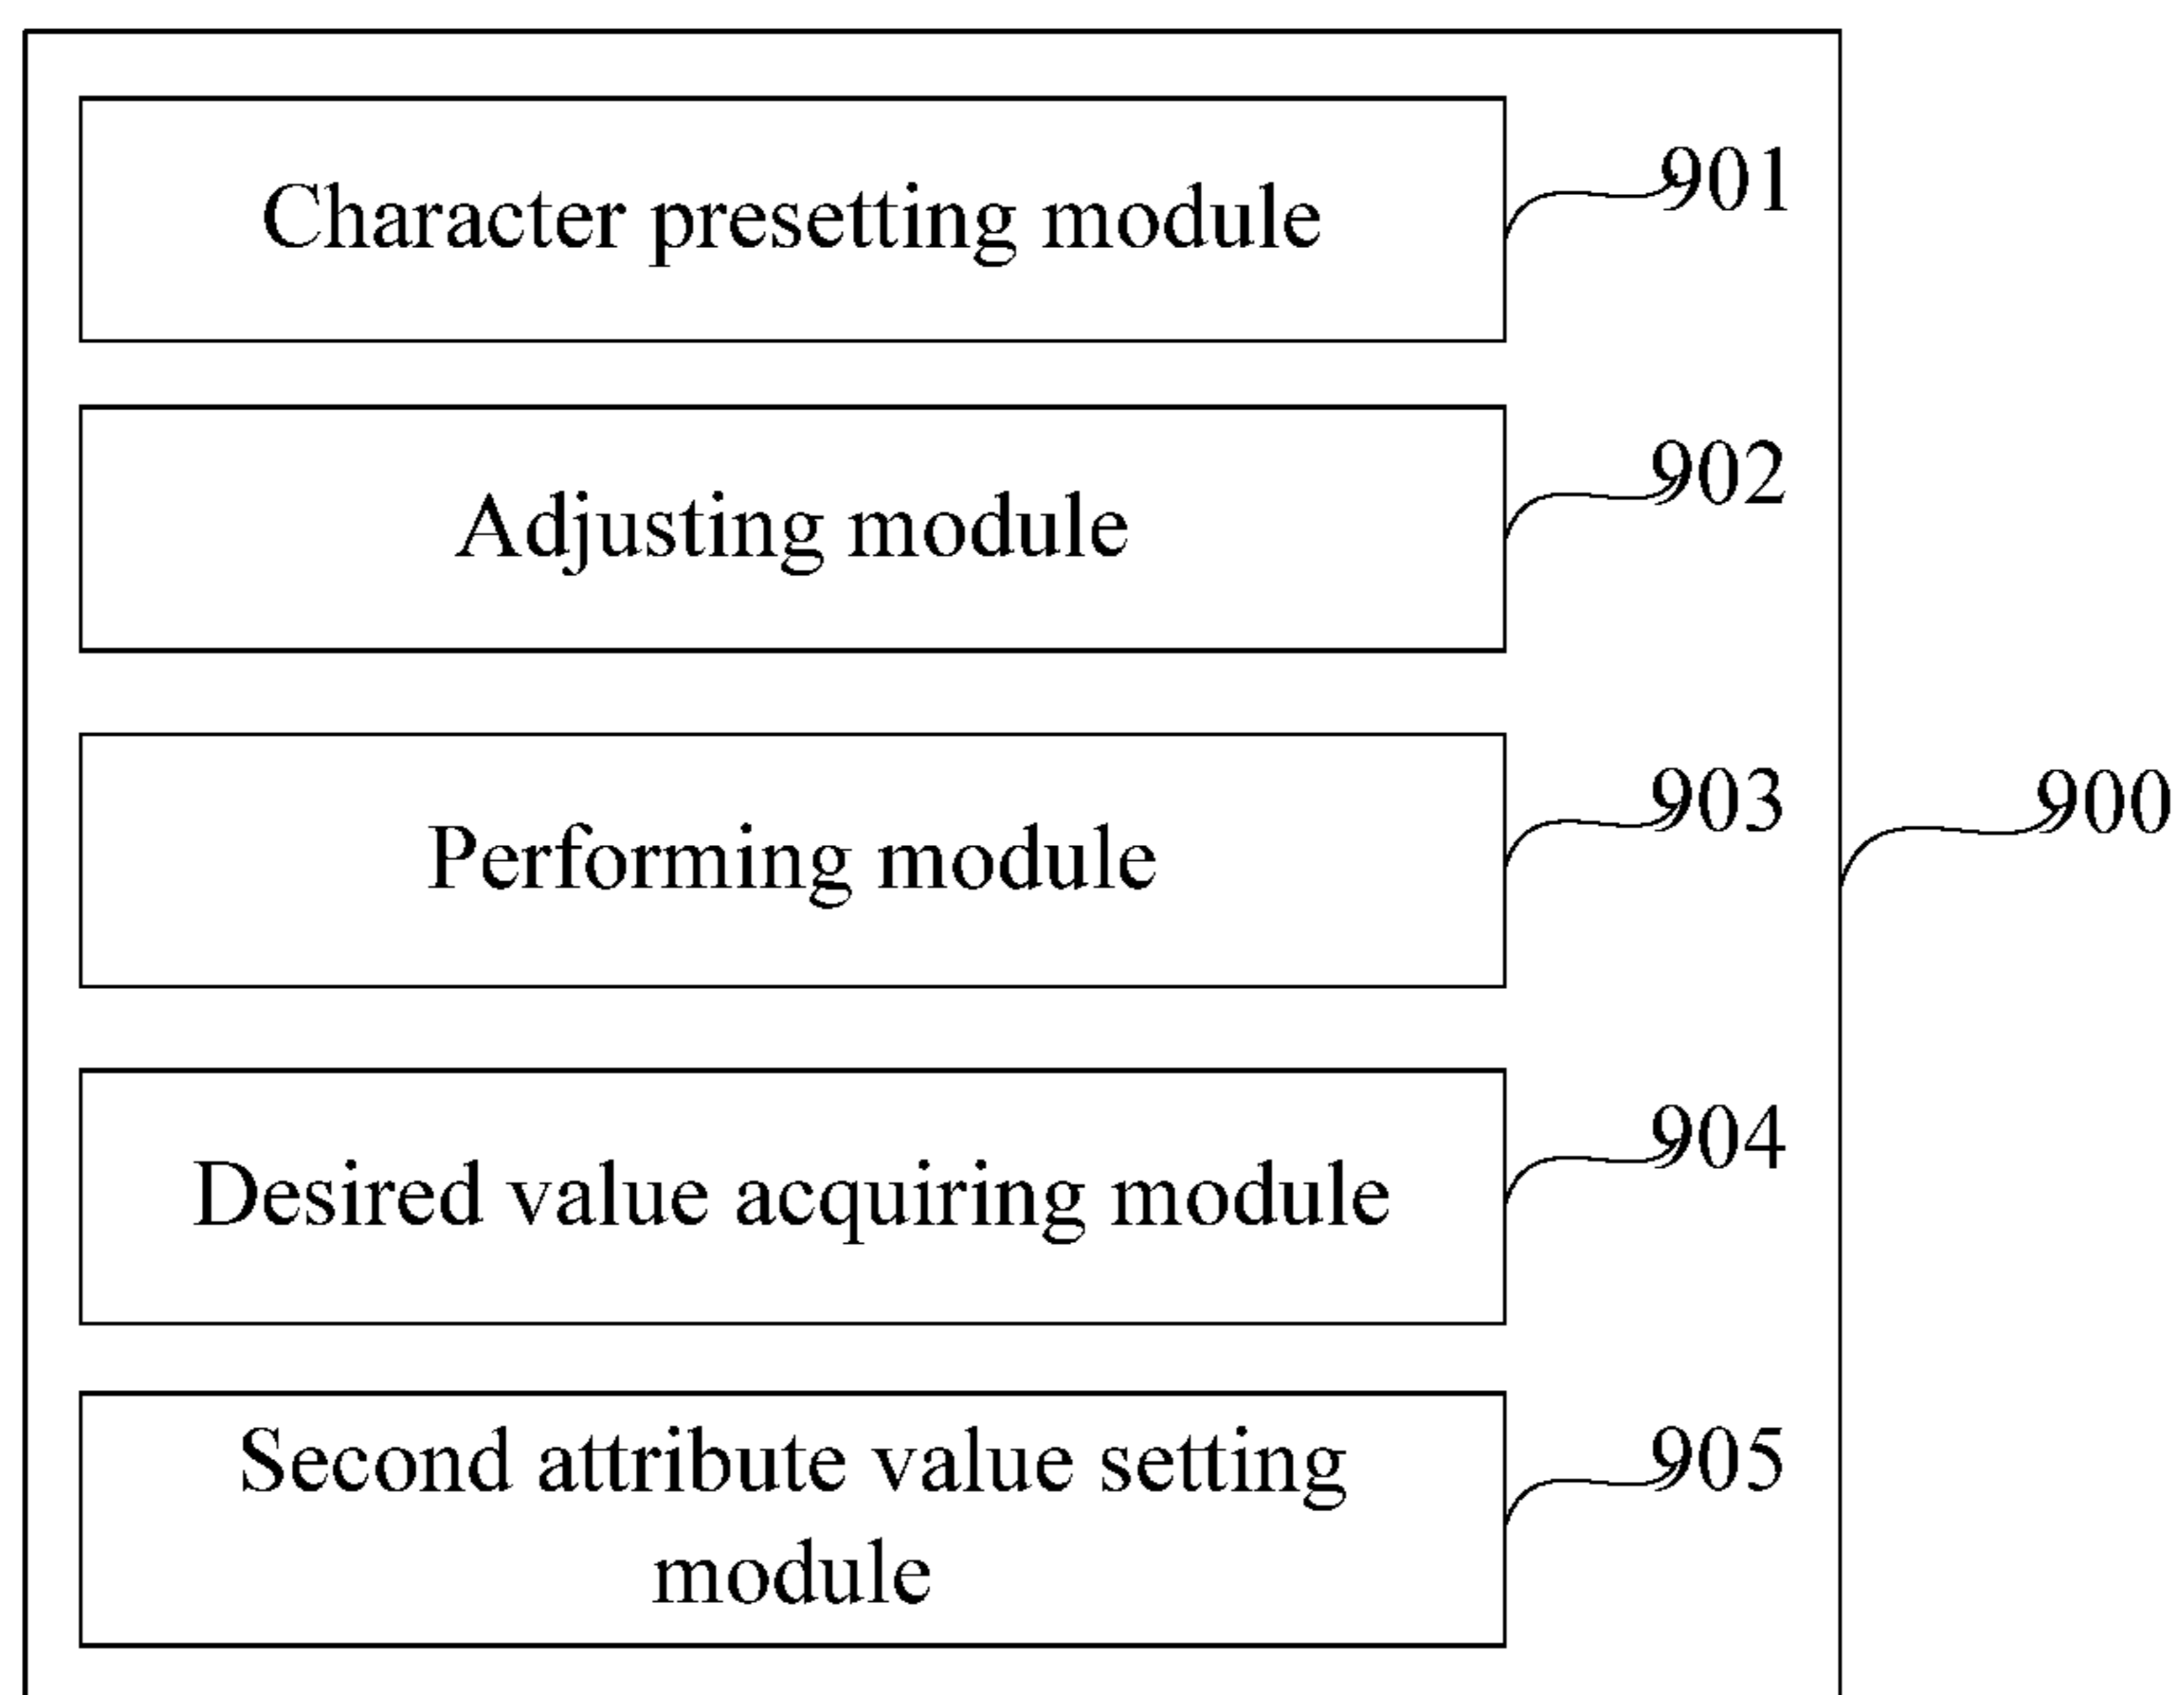 Character presetting module
901
Adjusting module
902
Performing module
903
900
Desired value acquiring module
904
Second attribute value setting
module
905